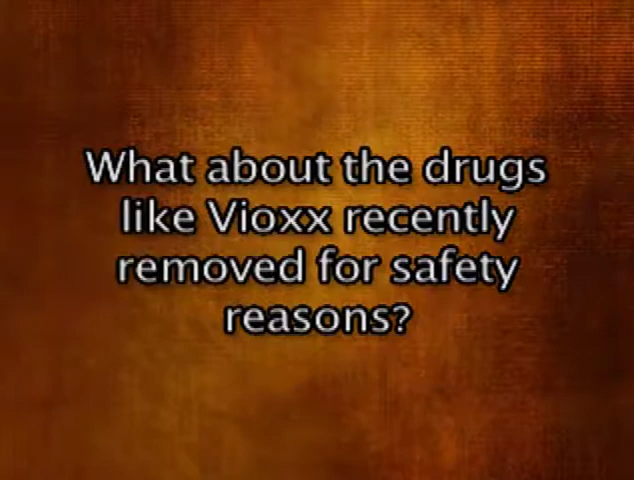 What about the drugs
like Vioxx recently
removed for safety
reasons?